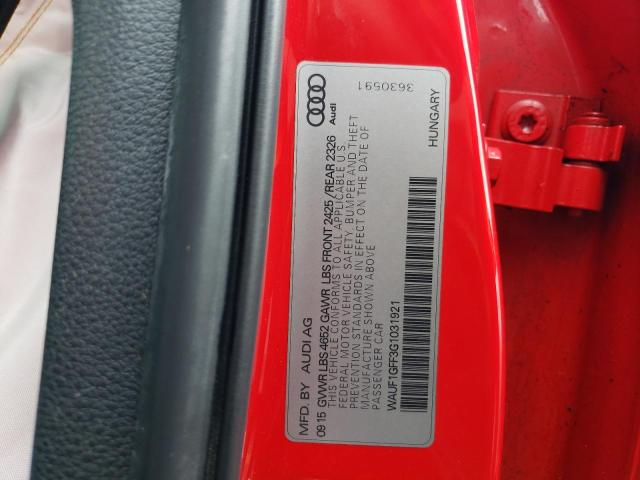 MFD. BY AUDI AG
Audi
3630591
09 15 GVWR LBS 4652 GAWR LBS FRONT 2425 / REAR 2326
THIS VEHICLE CONFORMS TO ALL APPLICABLE U.S.
FEDERAL MOTOR VEHICLE SAFETY, BUMPER AND THEFT
PREVENTION STANDARDS IN EFFECT ON THE DATE OF
MANUFACTURE SHOWN ABOVE
PASSENGER CAR
WAUF1GFF3G1031921
HUNGARY